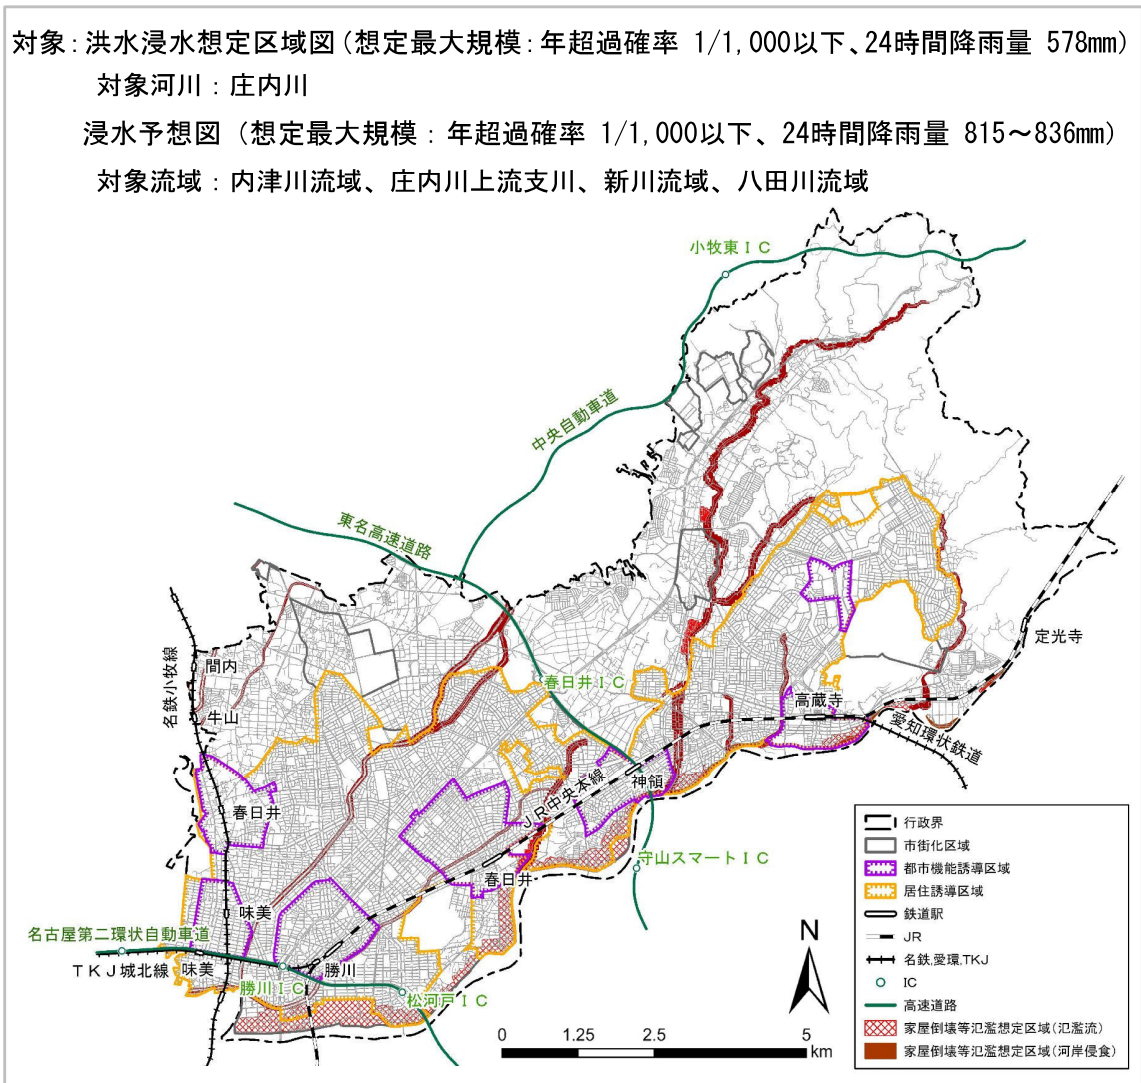 対象：洪水浸水想定区域図（想定最大規模：年超過確率 1/1,000以下、24時間降雨量 578mm）
対象河川：庄内川
浸水予想図（想定最大規模：年超過確率 1/1,000以下、24時間降雨量 815～836mm）
対象流域：内津川流域、庄内川上流支川、新川流域、八田川流域
小牧東ＩＣ
中央自動車道
東名高速道路
名鉄小牧線
間内
牛山
春日井ＩＣ
定光寺
高蔵寺
愛知環状鉄道
神領
ＪＲ中央本線
春日井
守山スマートＩＣ
春日井
味美
名古屋第二環状自動車道
ＴＫＪ城北線
味美
勝川
勝川ＩＣ
松河戸ＩＣ
N
0 1.25 2.5 5
km
行政界
市街化区域
都市機能誘導区域
居住誘導区域
鉄道駅
JR
名鉄,愛環,TKJ
IC
高速道路
家屋倒壊等氾濫想定区域(氾濫流)
家屋倒壊等氾濫想定区域(河岸侵食)